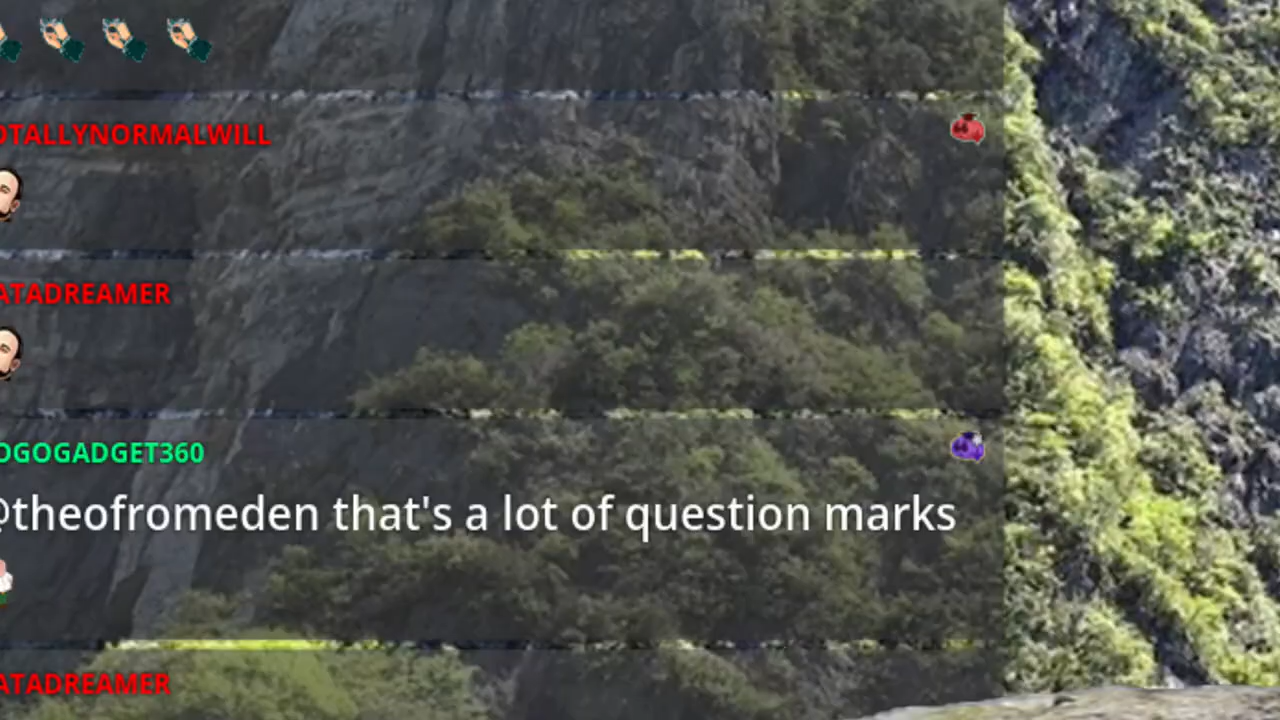 OTALLYNORMALWILL
ATADREAMER
OGOGADGET360
@theofromeden that's a lot of question marks
ATADREAMER